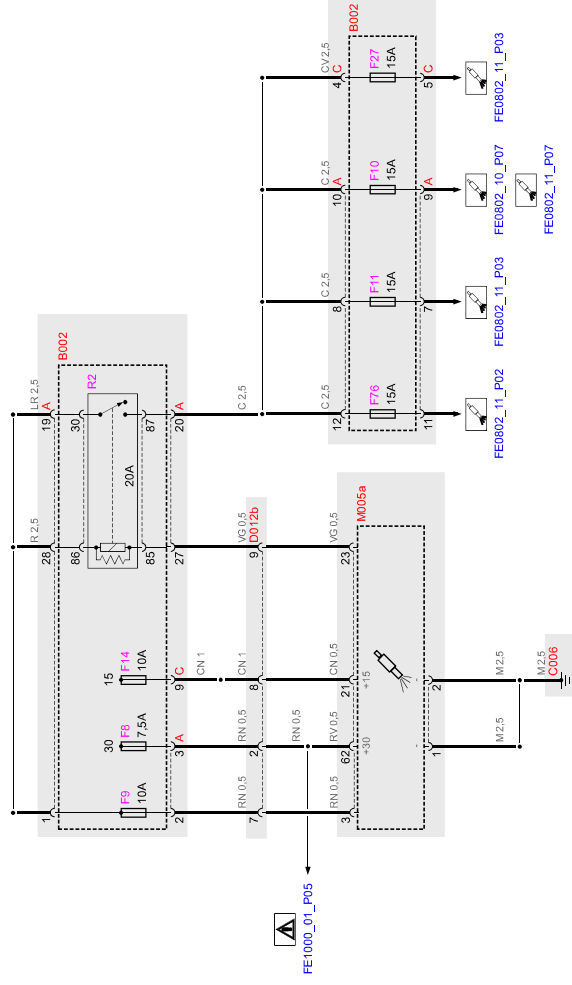 R 2,5
LR 2,5
1
28
19 A
B002
86
30
R2
30
15
F9
F8
F14
20A
10A
7,5A
10A
85
87
2
3 A
9 C
27
20 A
CN 1
RN 0,5
RN 0,5
CN 1
VG 0,5
C 2,5
7
2
8
9 D012b
RN 0,5
FE1000_01_P05
C 2,5
C 2,5
C 2,5
CV 2,5
RN 0,5
RV 0,5
CN 0,5
VG 0,5
12
8
10 A
4 C
3
62
21
23
B002
M005a
+30
+15
F76
F11
F10
F27
15A
15A
15A
15A
-
-
11
7
9 A
5 C
1
2
M 2,5
M 2,5
FE0802_11_P02
FE0802_11_P03
FE0802_10_P07
FE0802_11_P03
M 2,5
C006
FE0802_11_P07